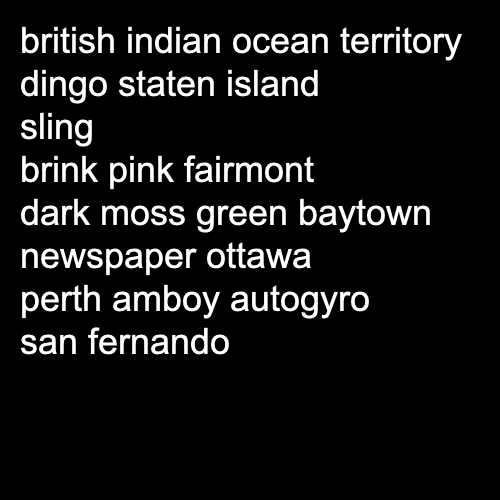 british indian ocean territory
dingo staten island
sling
brink pink fairmont
dark moss green baytown
newspaper ottawa
perth amboy autogyro
san fernando